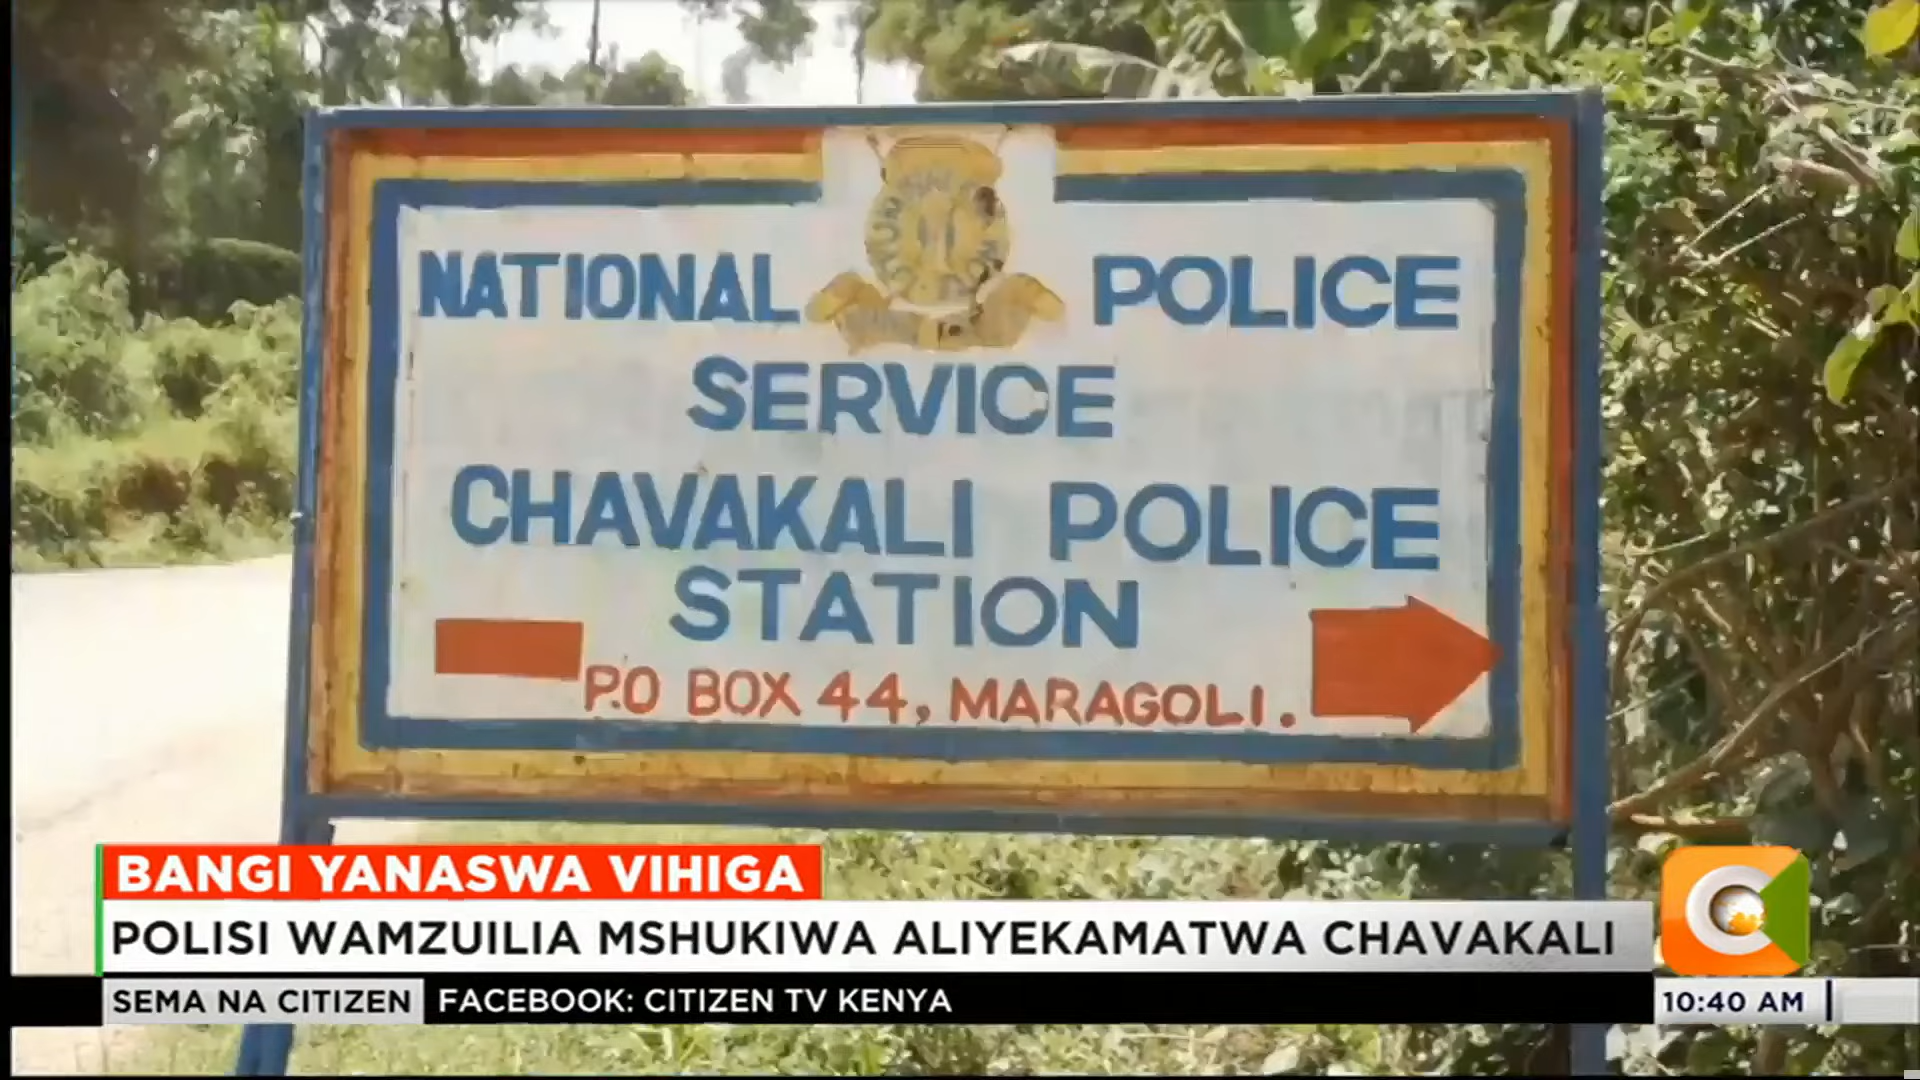 NATIONAL POLICE
SERVICE
CHAVAKALI POLICE
STATION
P.O BOX 44, MARAGOLI.
BANGI YANASWA VIHIGA
POLISI WAMZUILIA MSHUKIWA ALIYEKAMATWA CHAVAKALI
SEMA NA CITIZEN FACEBOOK: CITIZEN TV KENYA
10:40 AM